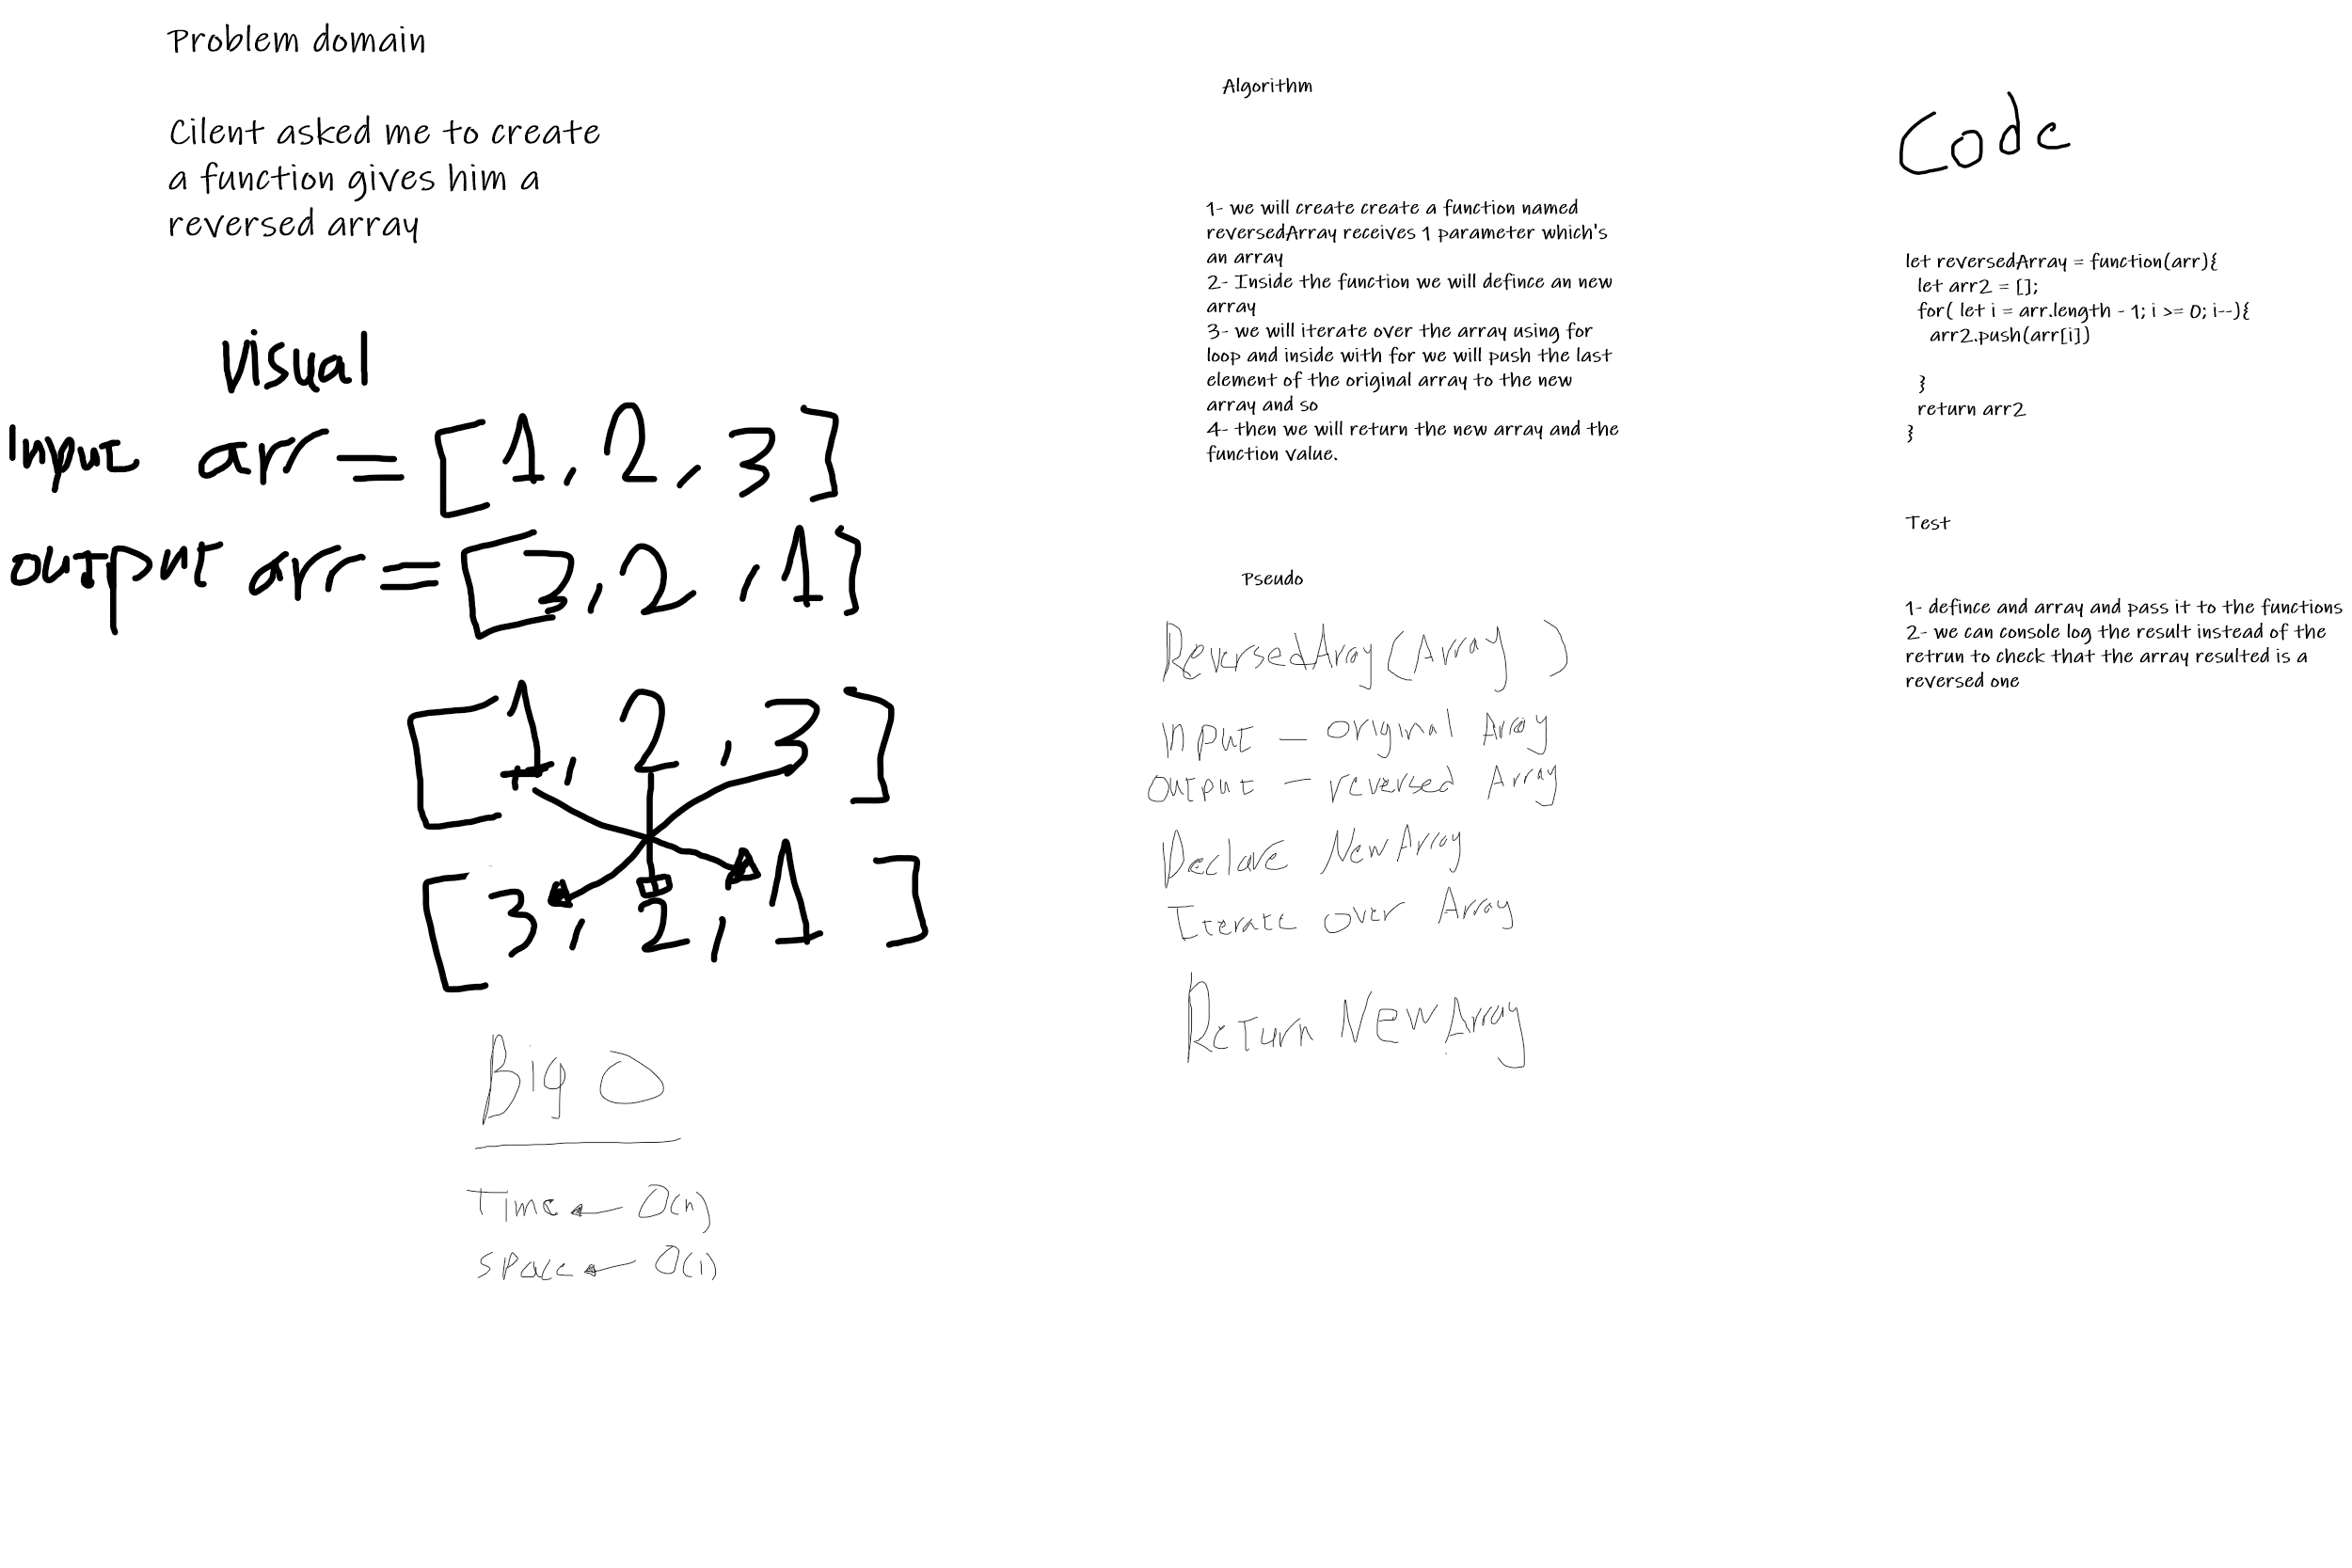 Problem domain
Cilent asked me to create
a function gives him a
reversed array
Visual
Input arr = [1, 2, 3]
output arr = [3, 2, 1]
[1, 2, 3]
[3, 2, 1]
Big O
Time ← O(n)
space ← O(1)
Algorithm
1- we will create create a function named
reversedArray receives 1 parameter which's
an array
2- Inside the function we will defince an new
array
3- we will iterate over the array using for
loop and inside with for we will push the last
element of the original array to the new
array and so
4- then we will return the new array and the
function value.
Pseudo
ReversedArray (Array )
Input - original Array
output - reversed Array
Declare NewArray
Iterate over Array
Return NewArray
Code
let reversedArray = function(arr){
let arr2 = [];
for( let i = arr.length - 1; i >= 0; i--){
arr2.push(arr[i])
}
return arr2
}
Test
1- defince and array and pass it to the functions
2- we can console log the result instead of the
retrun to check that the array resulted is a
reversed one